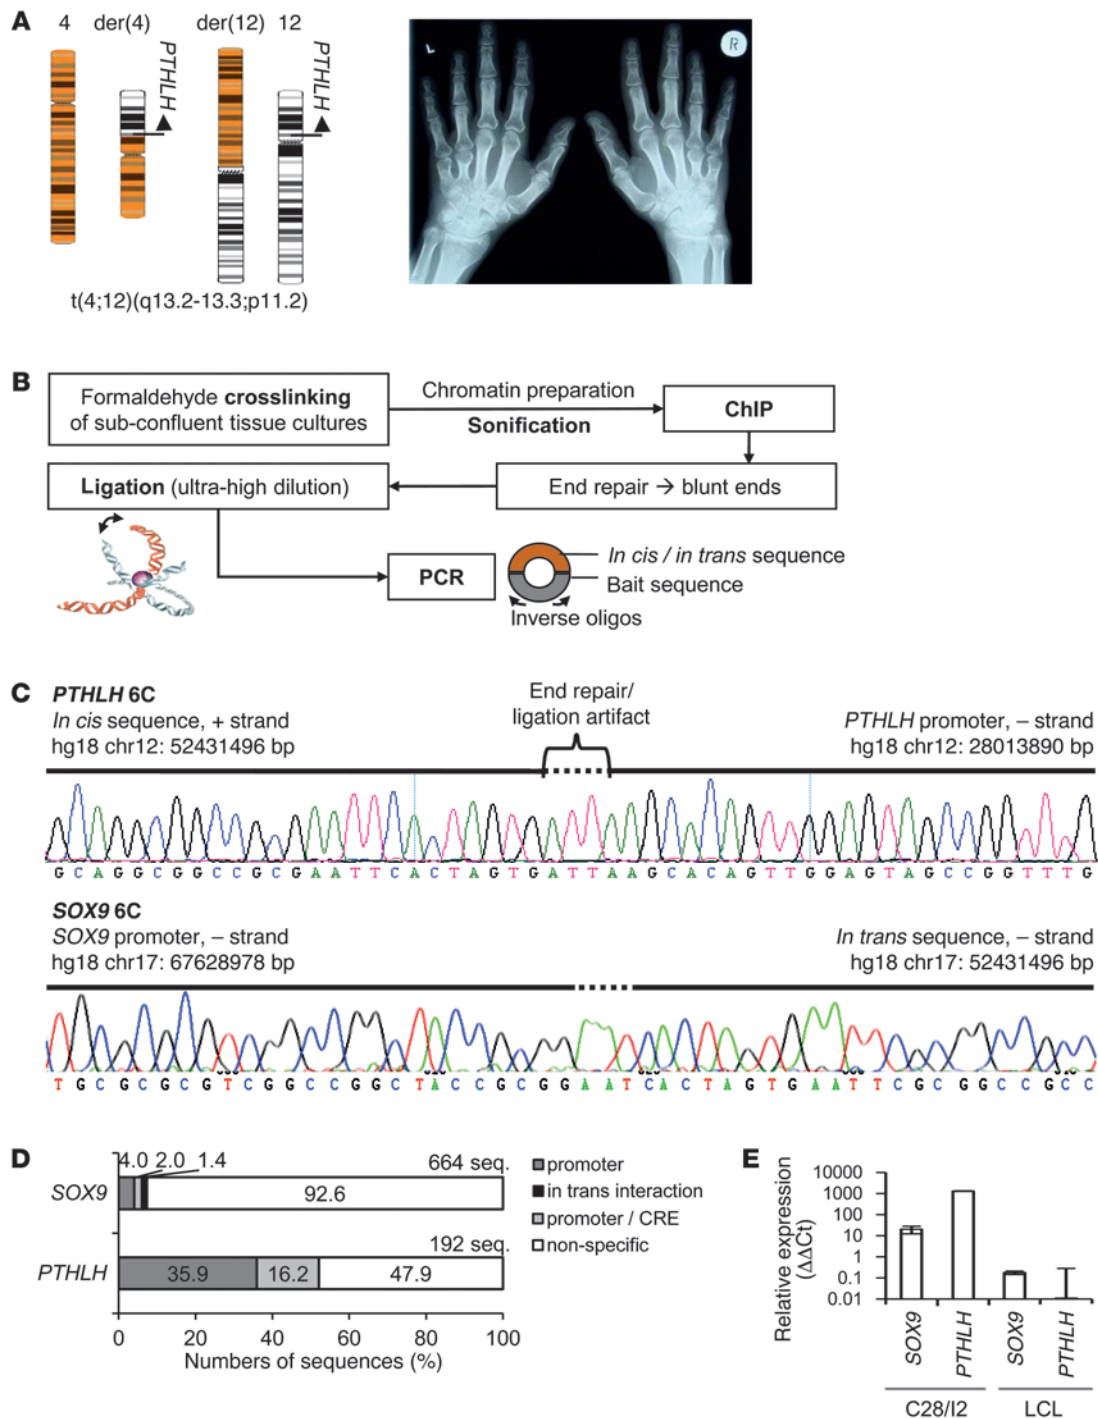 A
4 der(4) der(12) 12
PTHLH
PTHLH
t(4;12)(q13.2-13.3;p11.2)
L
R
B
Formaldehyde crosslinking
of sub-confluent tissue cultures
Chromatin preparation
Sonification
ChIP
Ligation (ultra-high dilution)
End repair → blunt ends
PCR
In cis / in trans sequence
Bait sequence
Inverse oligos
C
PTHLH 6C
In cis sequence, + strand
hg18 chr12: 52431496 bp
End repair/
ligation artifact
PTHLH promoter, – strand
hg18 chr12: 28013890 bp
G C A G G C G G C C G C G A A T T C A C T A G T G A T T A A G C A C A G T T G G A G T A G C C G G T T T G
SOX9 6C
SOX9 promoter, – strand
hg18 chr17: 67628978 bp
In trans sequence, – strand
hg18 chr17: 52431496 bp
T G C G C G C G T C G G C C G G C T A C C G C G G A A T C A C T A G T G A A T T C G C G G C C G C C
D
4.0 2.0 1.4
664 seq.
SOX9
92.6
192 seq.
PTHLH
35.9 16.2 47.9
0 20 40 60 80 100
Numbers of sequences (%)
promoter
in trans interaction
promoter / CRE
non-specific
E
Relative expression
(ΔΔCt)
10000
1000
100
10
1
0.1
0.01
SOX9
PTHLH
SOX9
PTHLH
C28/I2
LCL